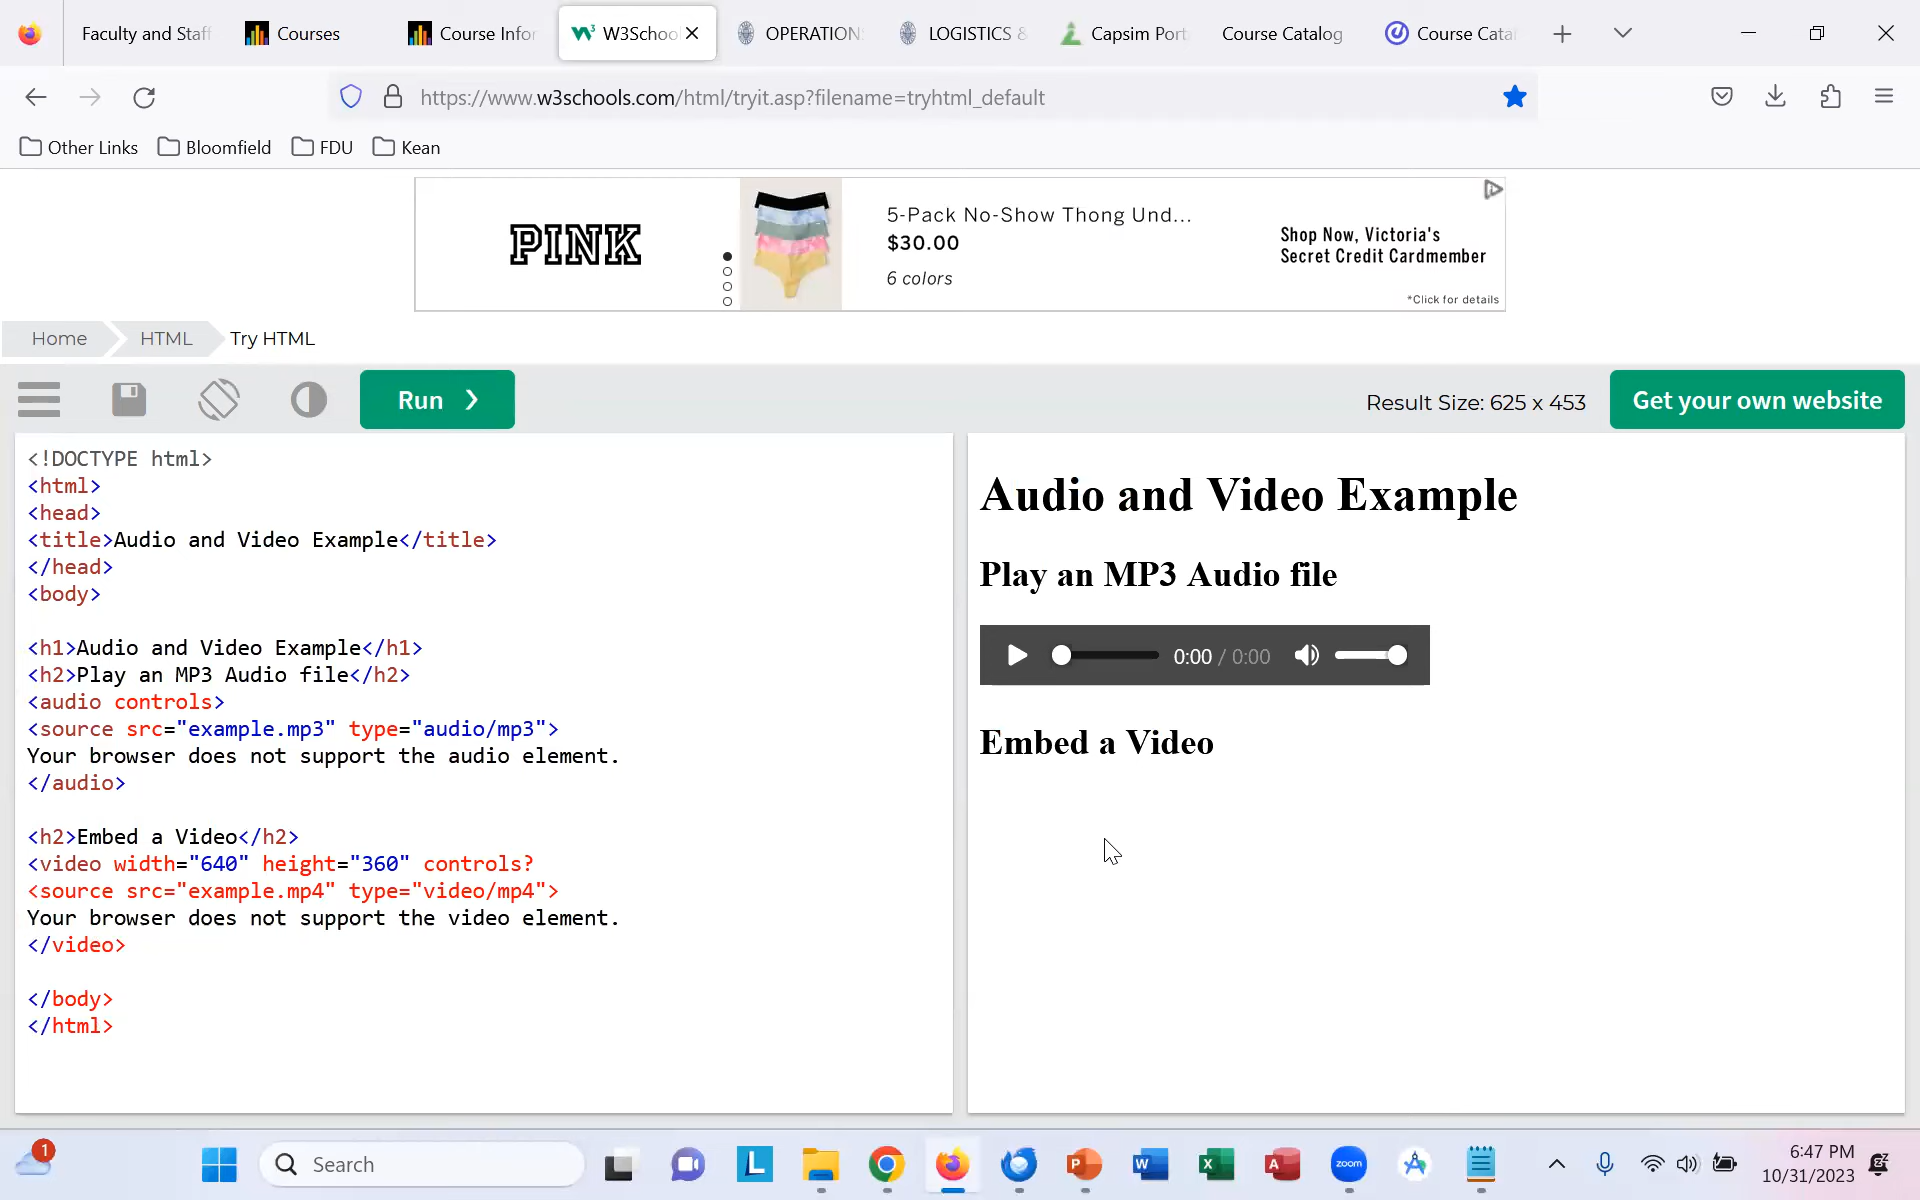 Faculty and Staff
Courses
Course Infor
W3Schoo
OPERATION
LOGISTICS &
Capsim Port
Course Catalog
Course Cata
https://www.w3schools.com/html/tryit.asp?filename=tryhtml_default
Other Links
Bloomfield
FDU
Kean
PINK
5-Pack No-Show Thong Und...
$30.00
6 colors
Shop Now, Victoria's
Secret Credit Cardmember
*Click for details
Home
HTML
Try HTML
Run ❯
Result Size: 625 x 453
Get your own website
<!DOCTYPE html>
<html>
<head>
<title>Audio and Video Example</title>
</head>
<body>
<h1>Audio and Video Example</h1>
<h2>Play an MP3 Audio file</h2>
<audio controls>
<source src="example.mp3" type="audio/mp3">
Your browser does not support the audio element.
</audio>
<h2>Embed a Video</h2>
<video width="640" height="360" controls?
<source src="example.mp4" type="video/mp4">
Your browser does not support the video element.
</video>
</body>
</html>
Audio and Video Example
Play an MP3 Audio file
0:00 / 0:00
Embed a Video
1
Search
L
P
W
X
A
zoom
6:47 PM
10/31/2023